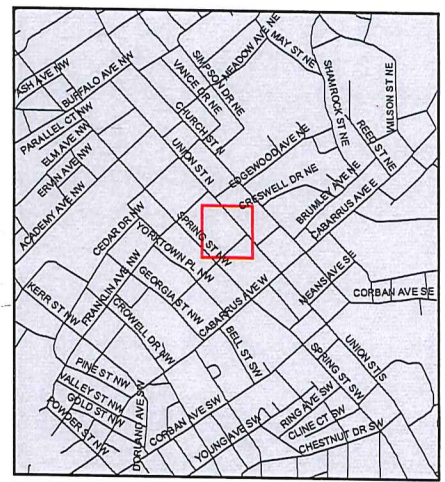 ASH AVE NW
BUFFALO AVE NW
SIMPSON DR NE
MEADOW AVE NE
MAY ST NE
VANCE DR NE
SHAMROCK ST NE
WILSON ST NE
PARALLEL CT NW
CHURCH ST N
REED ST NE
ELM AVE NW
UNION ST N
ERVIN AVE NW
EDGEWOOD AVE NE
ACADEMY AVE NW
CRESWELL DR NE
BRUMLEY AVE NE
CABARRUS AVE E
CEDAR DR NW
SPRING ST NW
YORKTOWN PL NW
FRANKLIN AVE NW
GEORGIA ST NW
MEANS AVE SE
KERR ST NW
CABARRUS AVE W
CORBAN AVE SE
CROWELL DR NW
BELL ST SW
UNION ST S
PINE ST NW
SPRING ST SW
VALLEY ST NW
GOLD ST NW
POWDER ST NW
DORLAND AVE SW
CORBAN AVE SW
YOUNG AVE SW
RING AVE SW
CLINE CT SW
CHESTNUT DR SW